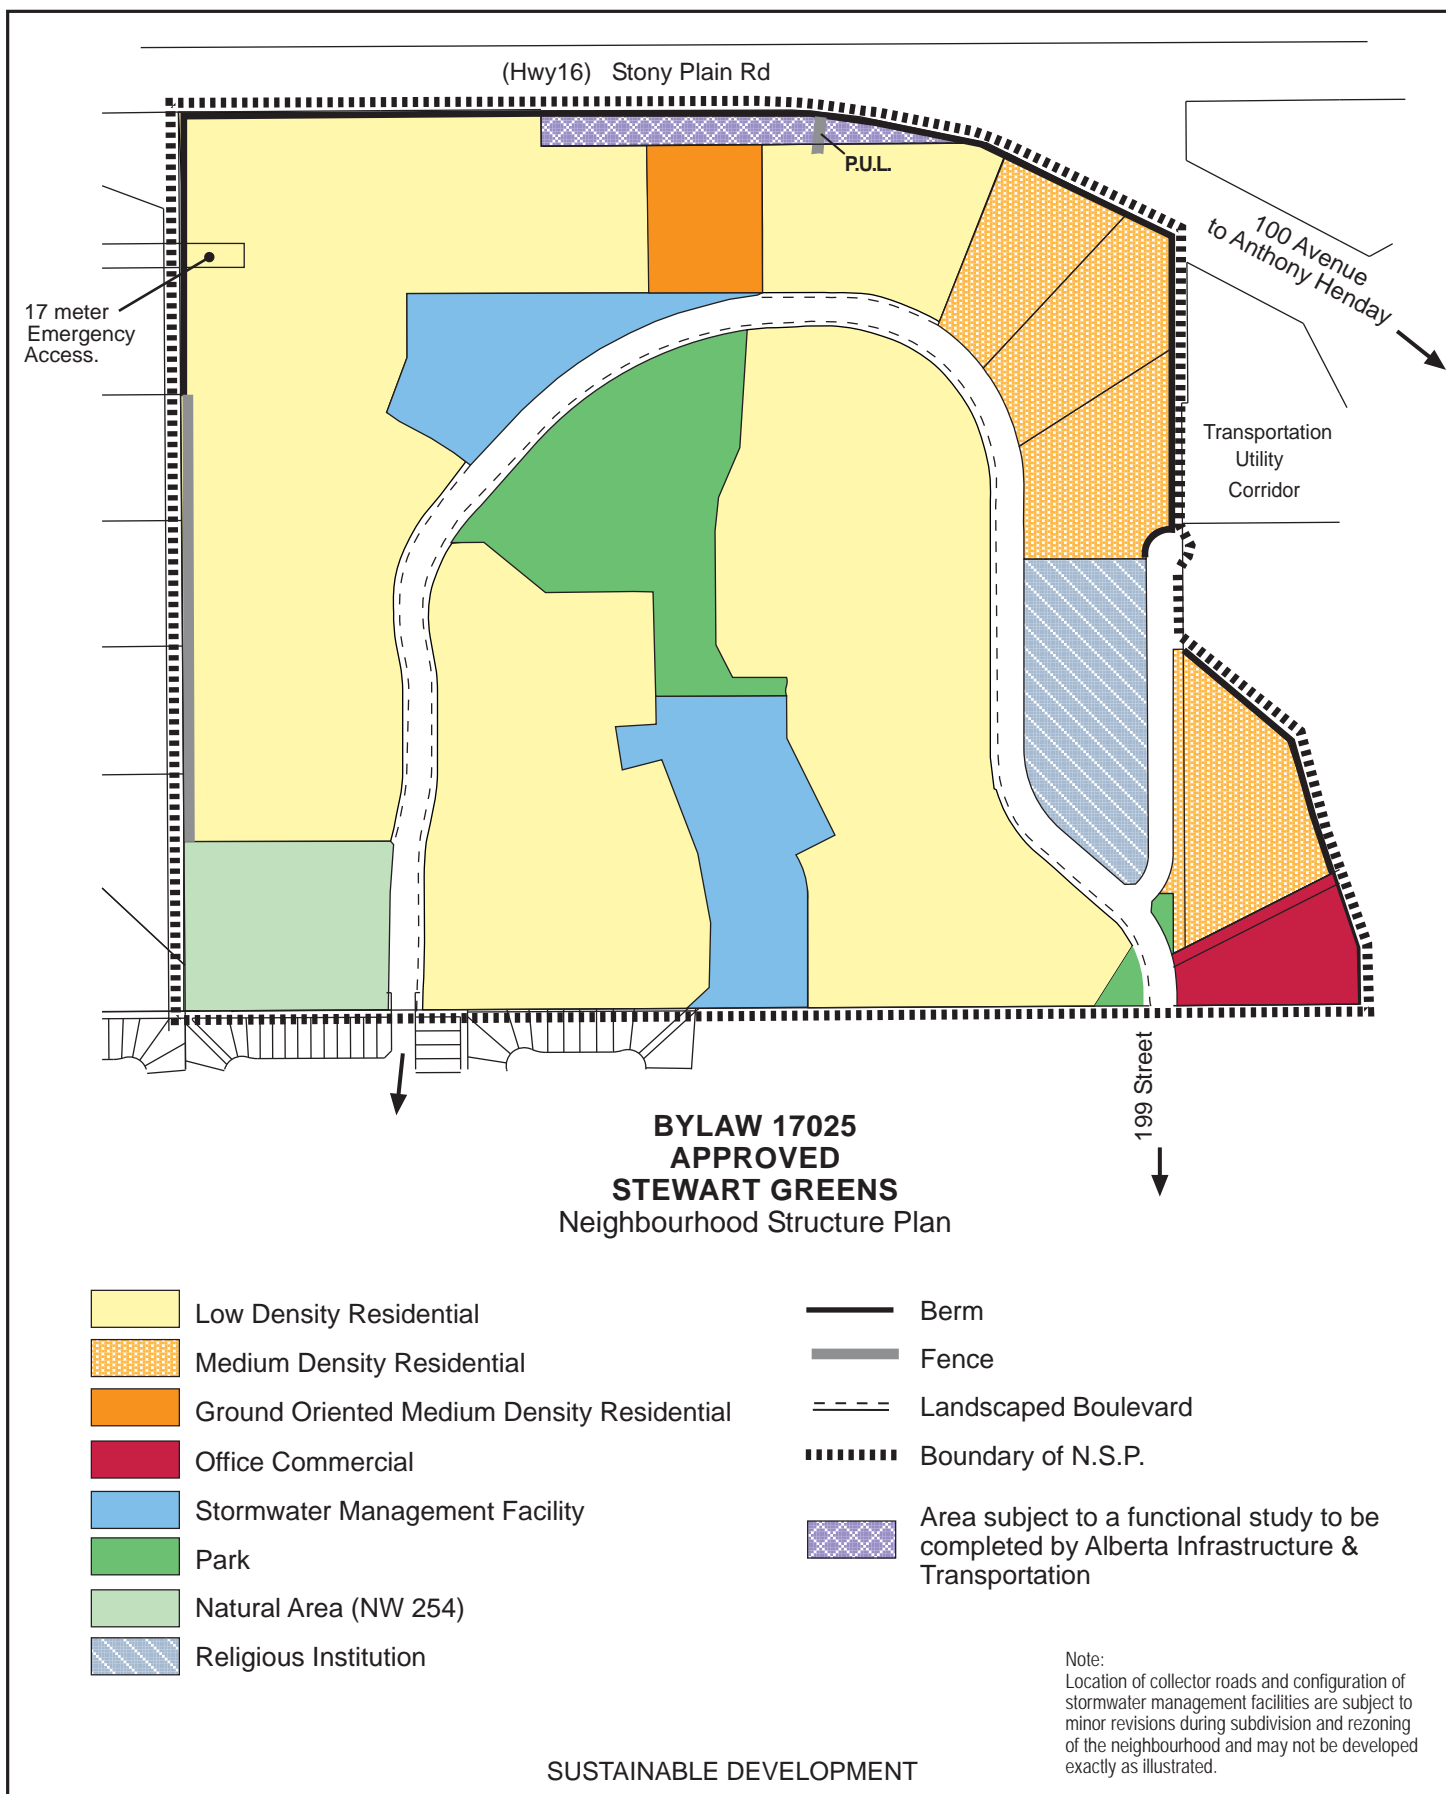 (Hwy16) Stony Plain Rd
P.U.L.
100 Avenue
to Anthony Henday
17 meter
Emergency
Access.
Transportation
Utility
Corridor
199 Street
BYLAW 17025
APPROVED
STEWART GREENS
Neighbourhood Structure Plan
Low Density Residential
Medium Density Residential
Ground Oriented Medium Density Residential
Office Commercial
Stormwater Management Facility
Park
Natural Area (NW 254)
Religious Institution
Berm
Fence
Landscaped Boulevard
Boundary of N.S.P.
Area subject to a functional study to be
completed by Alberta Infrastructure &
Transportation
Note:
Location of collector roads and configuration of
stormwater management facilities are subject to
minor revisions during subdivision and rezoning
of the neighbourhood and may not be developed
exactly as illustrated.
SUSTAINABLE DEVELOPMENT